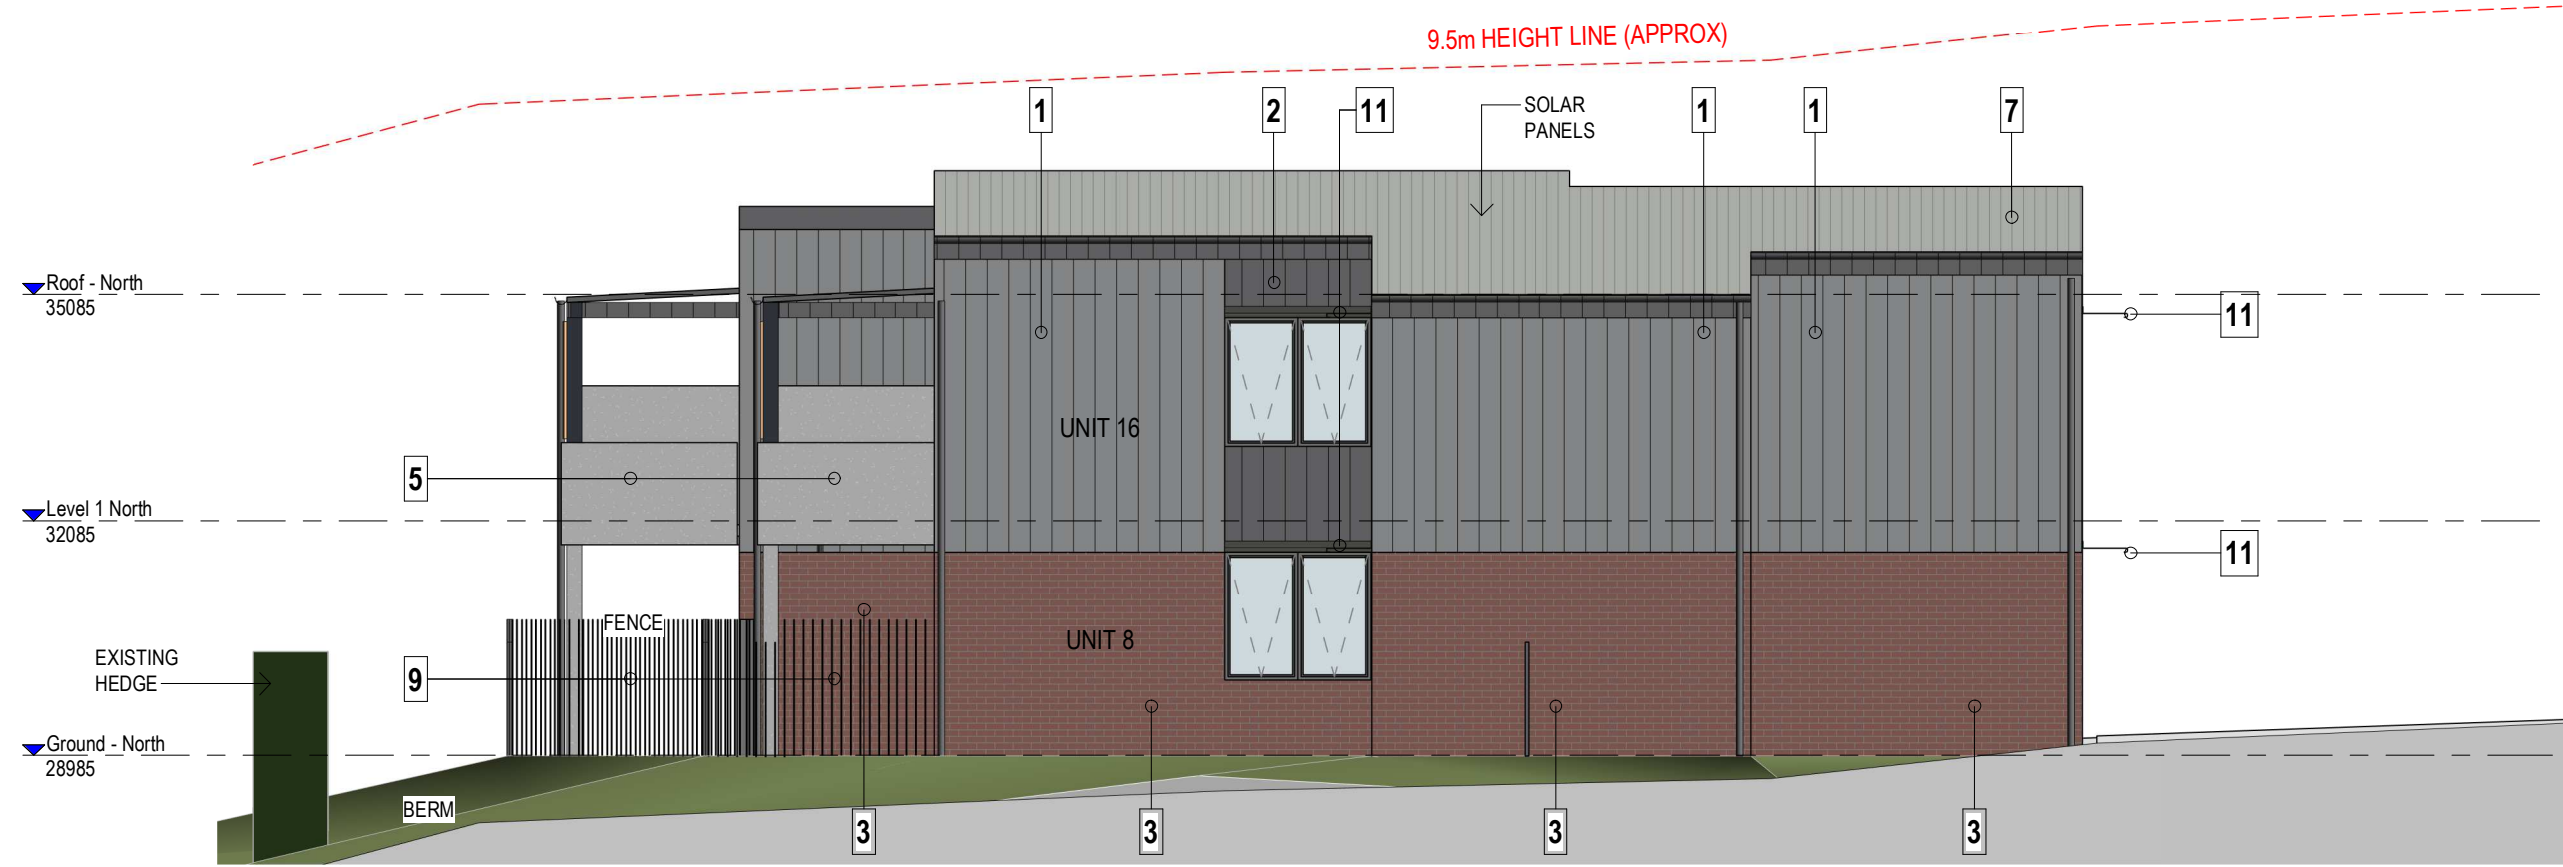 9.5m HEIGHT LINE (APPROX)
1
2
11
SOLAR
PANELS
1
1
7
Roof - North
35085
11
UNIT 16
5
Level 1 North
32085
11
FENCE
UNIT 8
EXISTING
HEDGE
9
Ground - North
28985
BERM
3
3
3
3